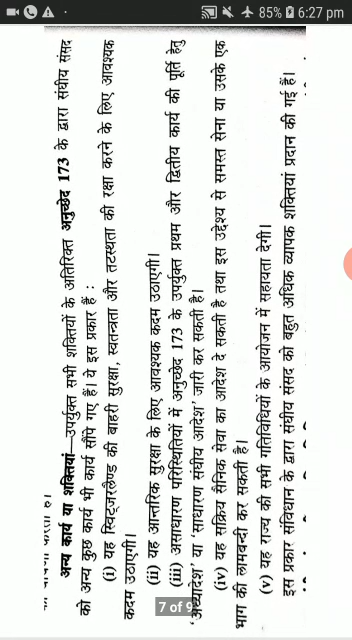 85% 6:27 pm
अन्य कार्य या शक्तियां—उपर्युक्त सभी शक्तियों के अतिरिक्त अनुच्छेद 173 के द्वारा संघीय संसद
को अन्य कुछ कार्य भी कार्य सौंपे गए हैं। ये इस प्रकार हैं :
(i) यह स्विट्जरलैण्ड की बाहरी सुरक्षा, स्वतन्त्रता और तटस्थता की रक्षा करने के लिए आवश्यक
कदम उठाएगी।
(ii) यह आन्तरिक सुरक्षा के लिए आवश्यक कदम उठाएगी।
(iii) असाधारण परिस्थितियों में अनुच्छेद 173 के उपर्युक्त प्रथम और द्वितीय कार्य की पूर्ति हेतु
'अध्यादेश' या 'साधारण संघीय आदेश' जारी कर सकती है।
(iv) यह सक्रिय सैनिक सेवा का आदेश दे सकती है तथा इस उद्देश्य से समस्त सेना या उसके एक
भाग की लामबन्दी कर सकती है।
(v) यह राज्य की सभी गतिविधियों के आयोजन में सहायता देगी।
इस प्रकार संविधान के द्वारा संघीय संसद को बहुत अधिक व्यापक शक्तियां प्रदान की गई हैं।
7 of 9